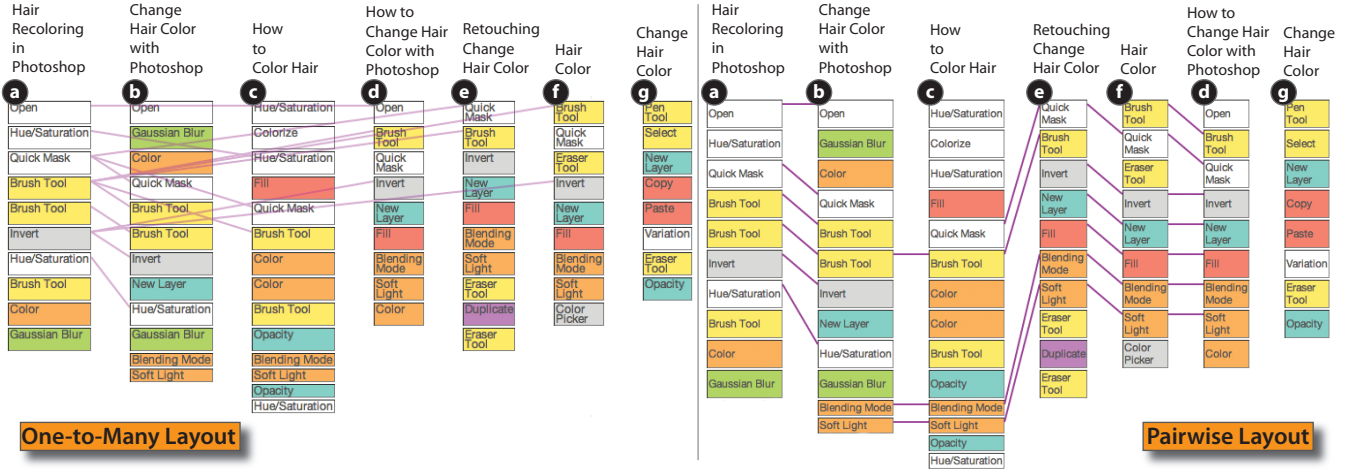 Hair
Recoloring
in
Photoshop
a
Open
Hue/Saturation
Quick Mask
Brush Tool
Brush Tool
Invert
Hue/Saturation
Brush Tool
Color
Gaussian Blur
Change
Hair Color
with
Photoshop
b
Open
Gaussian Blur
Color
Quick Mask
Brush Tool
Brush Tool
Invert
New Layer
Hue/Saturation
Gaussian Blur
Blending Mode
Soft Light
How
to
Color Hair
c
Hue/Saturation
Colorize
Hue/Saturation
Fill
Quick Mask
Brush Tool
Color
Color
Brush Tool
Opacity
Blending Mode
Soft Light
Opacity
Hue/Saturation
How to
Change Hair
Color with
Photoshop
d
Open
Brush
Tool
Quick
Mask
Invert
New
Layer
Fill
Blending
Mode
Soft
Light
Color
Retouching
Change
Hair Color
e
Quick
Mask
Brush
Tool
Invert
New
Layer
Fill
Blending
Mode
Soft
Light
Eraser
Tool
Duplicate
Eraser
Tool
Hair
Color
f
Brush
Tool
Quick
Mask
Eraser
Tool
Invert
New
Layer
Fill
Blending
Mode
Soft
Light
Color
Picker
Change
Hair
Color
g
Pen
Tool
Select
New
Layer
Copy
Paste
Variation
Eraser
Tool
Opacity
One-to-Many Layout
Hair
Recoloring
in
Photoshop
a
Open
Hue/Saturation
Quick Mask
Brush Tool
Brush Tool
Invert
Hue/Saturation
Brush Tool
Color
Gaussian Blur
Change
Hair Color
with
Photoshop
b
Open
Gaussian Blur
Color
Quick Mask
Brush Tool
Brush Tool
Invert
New Layer
Hue/Saturation
Gaussian Blur
Blending Mode
Soft Light
How
to
Color Hair
c
Hue/Saturation
Colorize
Hue/Saturation
Fill
Quick Mask
Brush Tool
Color
Color
Brush Tool
Opacity
Blending Mode
Soft Light
Opacity
Hue/Saturation
Retouching
Change
Hair Color
e
Quick
Mask
Brush
Tool
Invert
New
Layer
Fill
Blending
Mode
Soft
Light
Eraser
Tool
Duplicate
Eraser
Tool
Hair
Color
f
Brush
Tool
Quick
Mask
Eraser
Tool
Invert
New
Layer
Fill
Blending
Mode
Soft
Light
Color
Picker
How to
Change Hair
Color with
Photoshop
d
Open
Brush
Tool
Quick
Mask
Invert
New
Layer
Fill
Blending
Mode
Soft
Light
Color
Change
Hair
Color
g
Pen
Tool
Select
New
Layer
Copy
Paste
Variation
Eraser
Tool
Opacity
Pairwise Layout